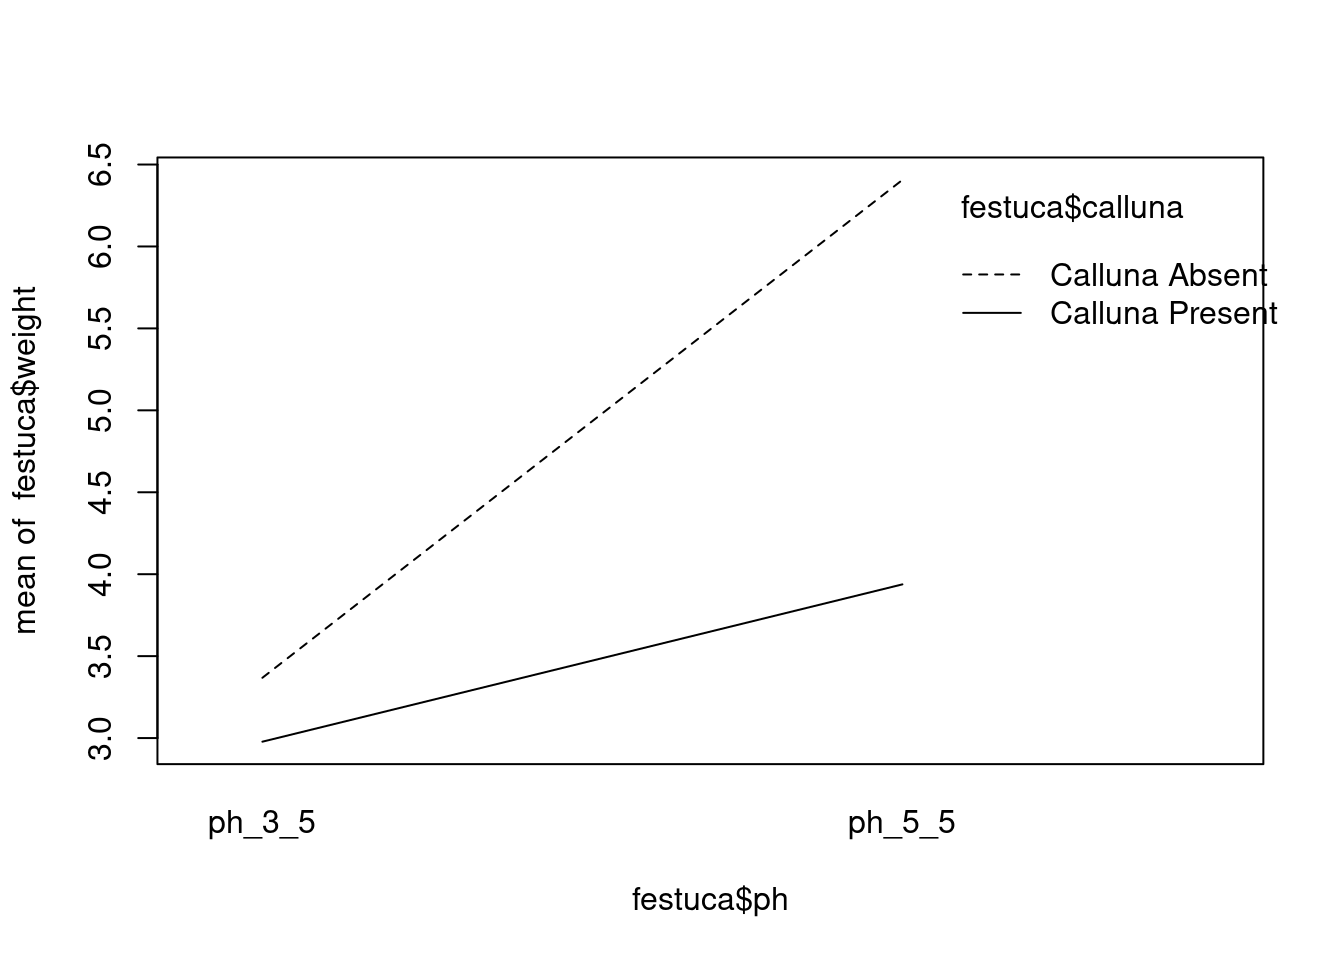 6.5
6.0
5.5
5.0
4.5
4.0
3.5
3.0
mean of  festuca$weight
festuca$calluna
Calluna Absent
Calluna Present
ph_3_5
ph_5_5
festuca$ph